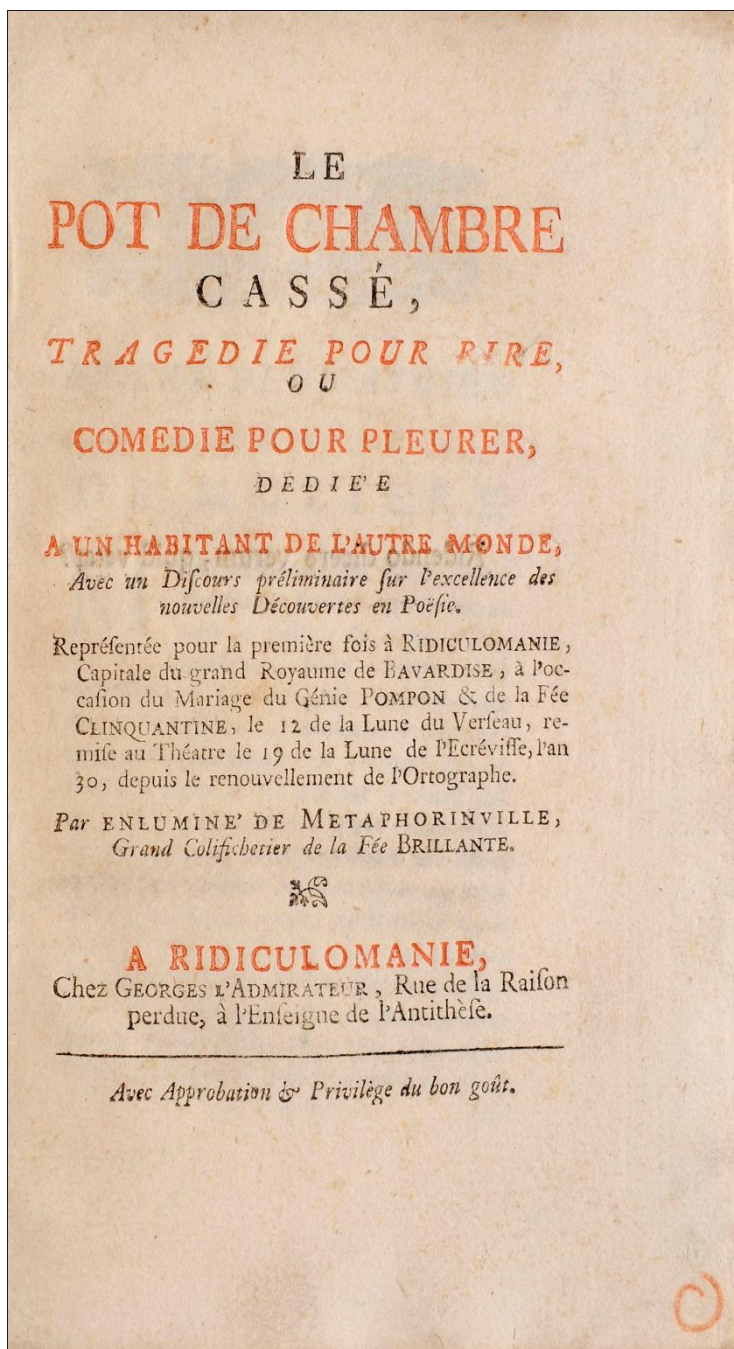 LE
POT DE CHAMBRE
CASSÉ,
TRAGEDIE POUR RIRE,
OU
COMEDIE POUR PLEURER,
DÉDIE'E
A UN HABITANT DE L'AUTRE MONDE,
Avec un Diſcours préliminaire ſur l'excellence des
nouvelles Découvertes en Poëſie.
Repréſentée pour la première fois à RIDICULOMANIE,
Capitale du grand Royaume de BAVARDISE, à l'oc-
caſion du Mariage du Génie POMPON & de la Fée
CLINQUANTINE, le 12 de la Lune du Verſeau, re-
miſe au Théatre le 19 de la Lune de l'Ecréviſſe, l'an
30, depuis le renouvellement de l'Ortographe.
Par ENLUMINE' DE METAPHORINVILLE,
Grand Colifichetier de la Fée BRILLANTE.
A RIDICULOMANIE,
Chez GEORGES L'ADMIRATEUR, Rue de la Raiſon
perdue, à l'Enſeigne de l'Antithèſe.
Avec Approbation & Privilège du bon goût.